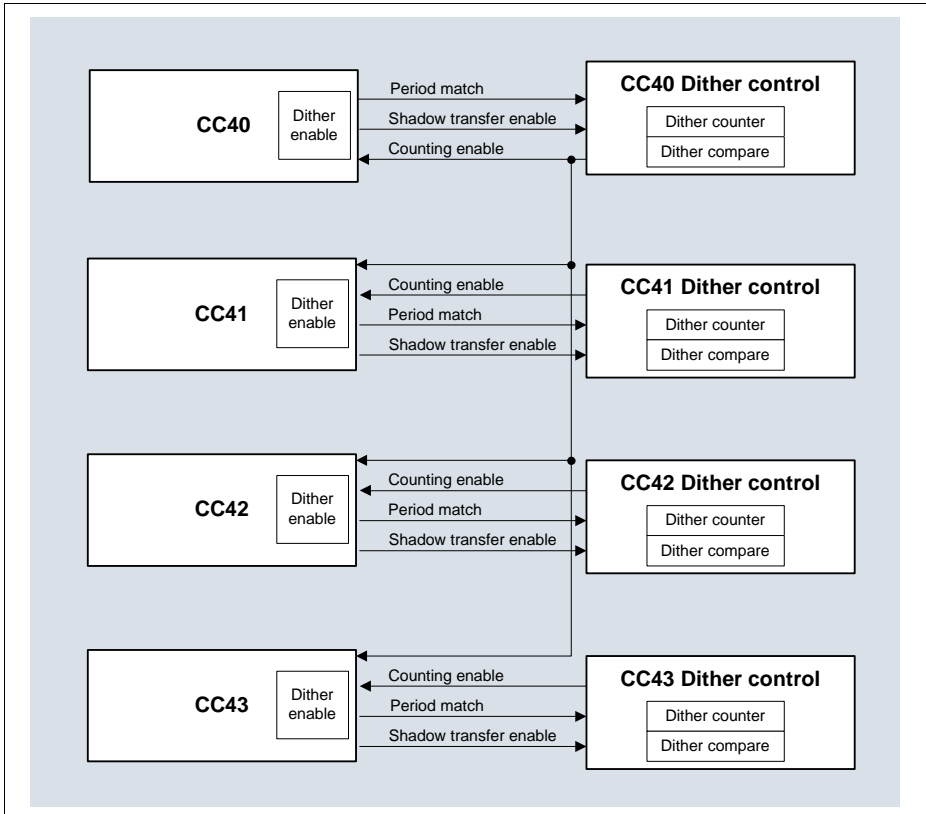 CC40
Dither
enable
Period match
Shadow transfer enable
Counting enable
CC40 Dither control
Dither counter
Dither compare
CC41
Dither
enable
Counting enable
Period match
Shadow transfer enable
CC41 Dither control
Dither counter
Dither compare
CC42
Dither
enable
Counting enable
Period match
Shadow transfer enable
CC42 Dither control
Dither counter
Dither compare
CC43
Dither
enable
Counting enable
Period match
Shadow transfer enable
CC43 Dither control
Dither counter
Dither compare